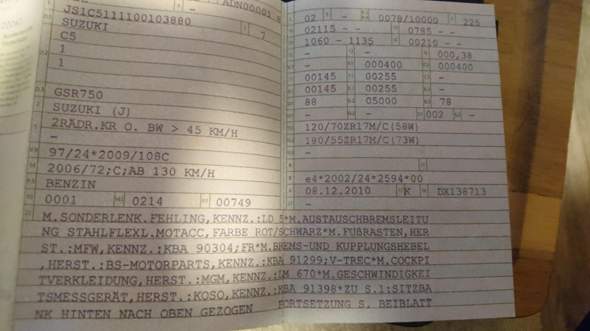 JS1C5111100103880 - 7
SUZUKI
C5
1
1
-
GSR750
SUZUKI (J)
2RÄDR.KR O. BW > 45 KM/H
-
97/24*2009/108C
2006/72;C;AB 130 KM/H
BENZIN
0001 0214 00749
02 - 0078/10000 225
02115 - - 0785 - -
1060 - 1135 00210 - -
- - 000,38
- 000400 000400
00145 00255 -
00145 00255 -
88 05000 78
- - 002 -
120/70ZR17M/C(58W)
180/55ZR17M/C(73W)
-
-
e4*2002/24*2594*00
08.12.2010 K DX138713
-
M.SONDERLENK.FEHLING,KENNZ.:LD 5*M.AUSTAUSCHBREMSLEITU
NG STAHLFLEXL.MOTACC,FARBE ROT/SCHWARZ*M.FUßRASTEN,HER
ST.:MFW,KENNZ.:KBA 90304;FR*M.BREMS-UND KUPPLUNGSHEBEL
,HERST.:BS-MOTORPARTS,KENNZ.:KBA 91299;V-TREC*M.COCKPI
TVERKLEIDUNG,HERST.:MGM,KENNZ.:LM 670*M.GESCHWINDIGKEI
TSMESSGERÄT,HERST.:KOSO,KENNZ.:KBA 91398*ZU S.1:SITZBA
NK HINTEN NACH OBEN GEZOGEN FORTSETZUNG S. BEIBLATT